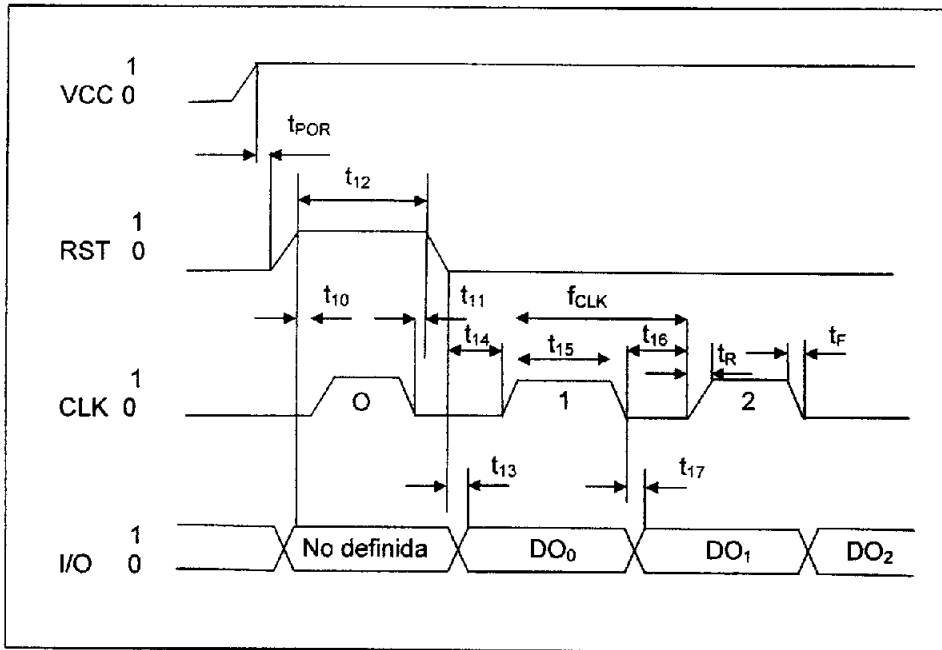 1
VCC 0
tPOR
t12
1
RST 0
t10
t11
fCLK
t14
t15
t16
tR
tF
1
CLK 0
O
1
2
t13
t17
1
I/O 0
No definida
DO0
DO1
DO2